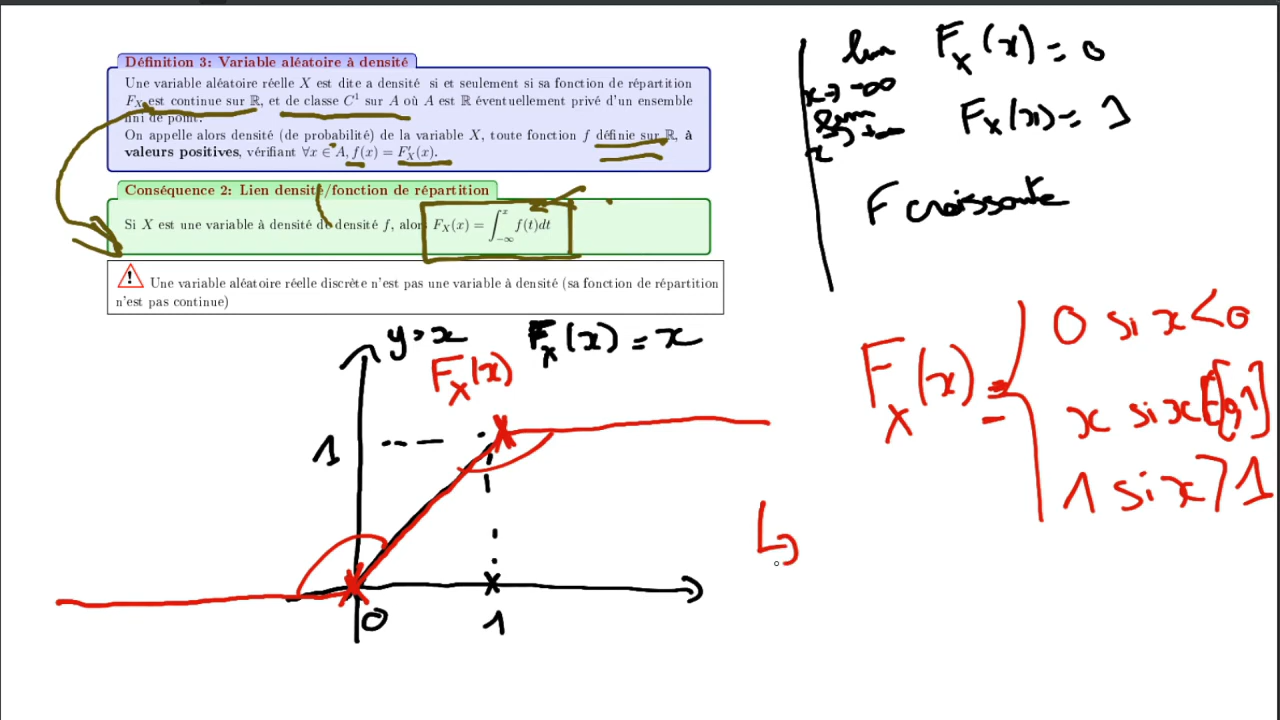 Définition 3: Variable aléatoire à densité
Une variable aléatoire réelle X est dite a densité si et seulement si sa fonction de répartition
F_X est continue sur ℝ, et de classe C¹ sur A où A est ℝ éventuellement privé d'un ensemble
fini de point.
On appelle alors densité (de probabilité) de la variable X, toute fonction f définie sur ℝ, à
valeurs positives, vérifiant ∀x ∈ A, f(x) = F'_X(x).
Conséquence 2: Lien densité/fonction de répartition
Si X est une variable à densité de densité f, alors F_X(x) = ∫_{-∞}^{x} f(t)dt
! Une variable aléatoire réelle discrète n'est pas une variable à densité (sa fonction de répartition
n'est pas continue)
lim F_X(x) = 0
x→-∞
lim F_X(x) = 1
x→+∞
F croissante
y=x F_X(x) = x
F_X(x)
1
0
1
F_X(x) =
0 si x<0
x si x∈[0,1]
1 si x>1